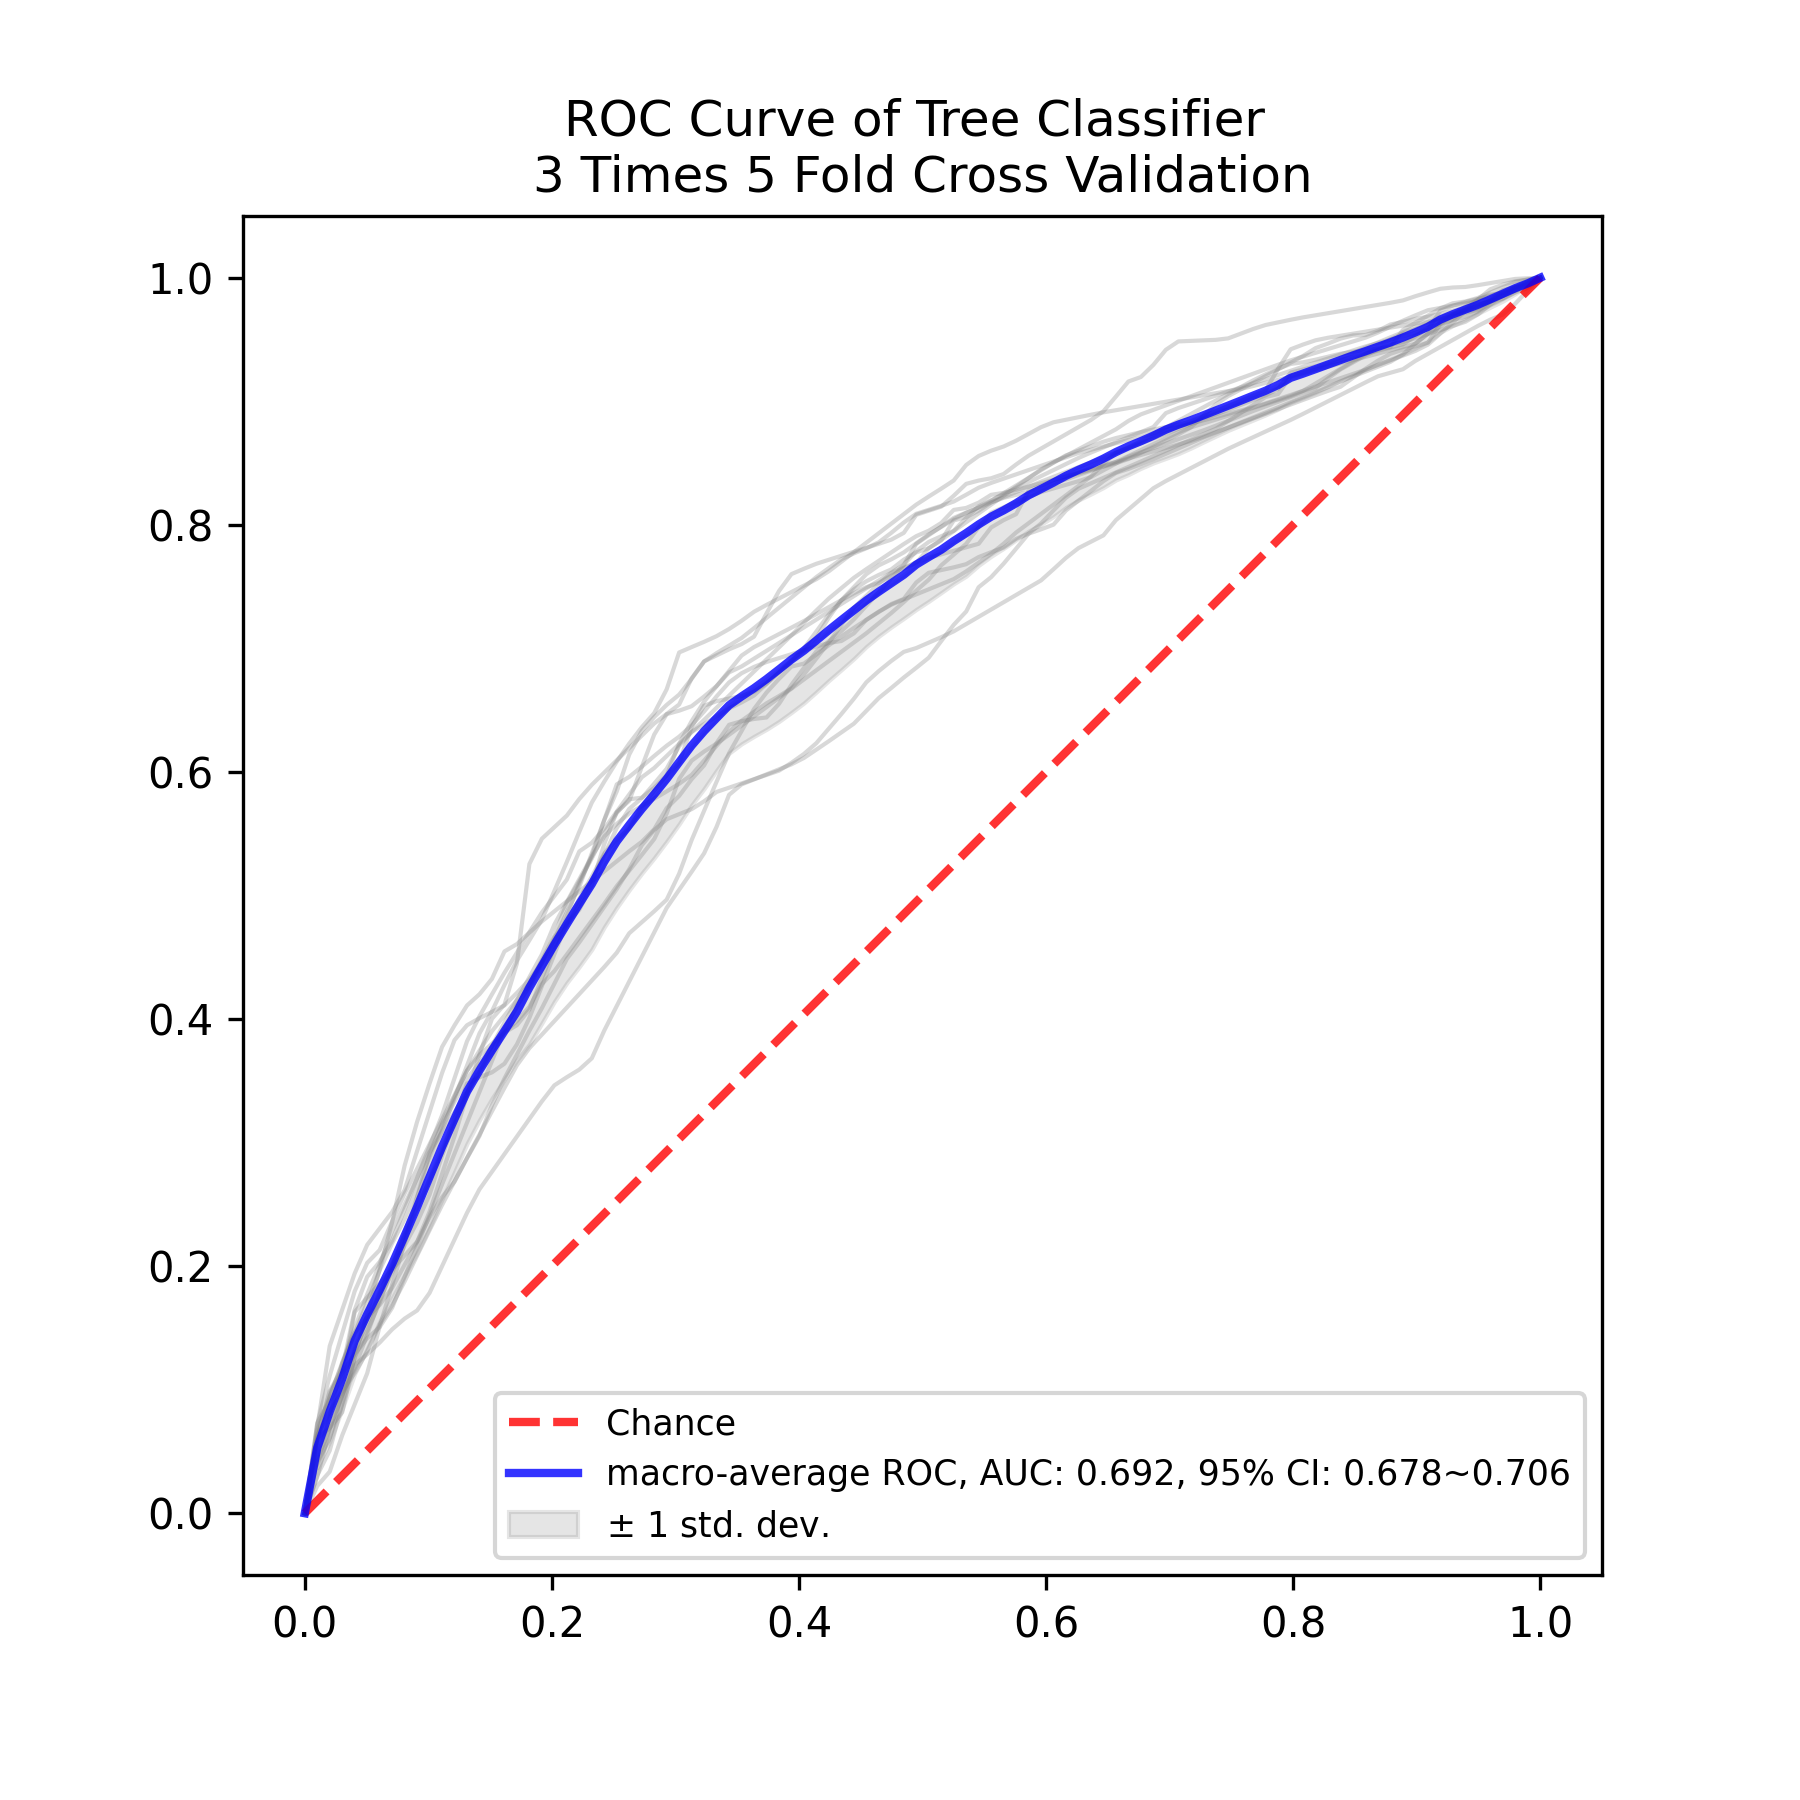 ROC Curve of Tree Classifier
3 Times 5 Fold Cross Validation
1.0
0.8
0.6
0.4
0.2
0.0
Chance
macro-average ROC, AUC: 0.692, 95% CI: 0.678~0.706
± 1 std. dev.
0.0 0.2 0.4 0.6 0.8 1.0